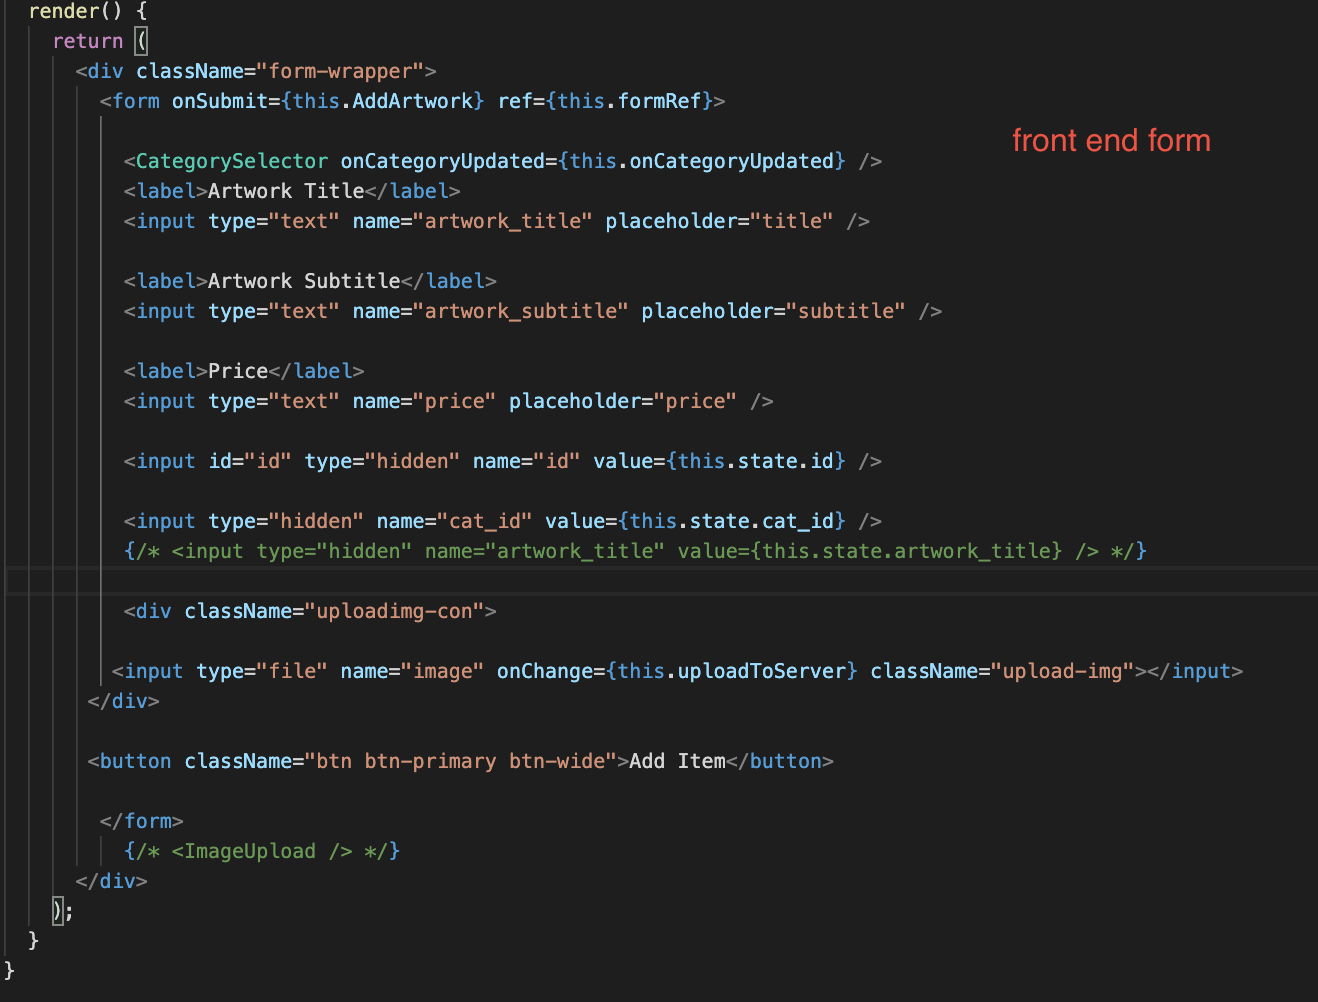 render() {
return (
<div className="form-wrapper">
<form onSubmit={this.AddArtwork} ref={this.formRef}>
front end form
<CategorySelector onCategoryUpdated={this.onCategoryUpdated} />
<label>Artwork Title</label>
<input type="text" name="artwork_title" placeholder="title" />
<label>Artwork Subtitle</label>
<input type="text" name="artwork_subtitle" placeholder="subtitle" />
<label>Price</label>
<input type="text" name="price" placeholder="price" />
<input id="id" type="hidden" name="id" value={this.state.id} />
<input type="hidden" name="cat_id" value={this.state.cat_id} />
{/* <input type="hidden" name="artwork_title" value={this.state.artwork_title} /> */}
<div className="uploadimg-con">
<input type="file" name="image" onChange={this.uploadToServer} className="upload-img"></input>
</div>
<button className="btn btn-primary btn-wide">Add Item</button>
</form>
{/* <ImageUpload /> */}
</div>
);
}
}